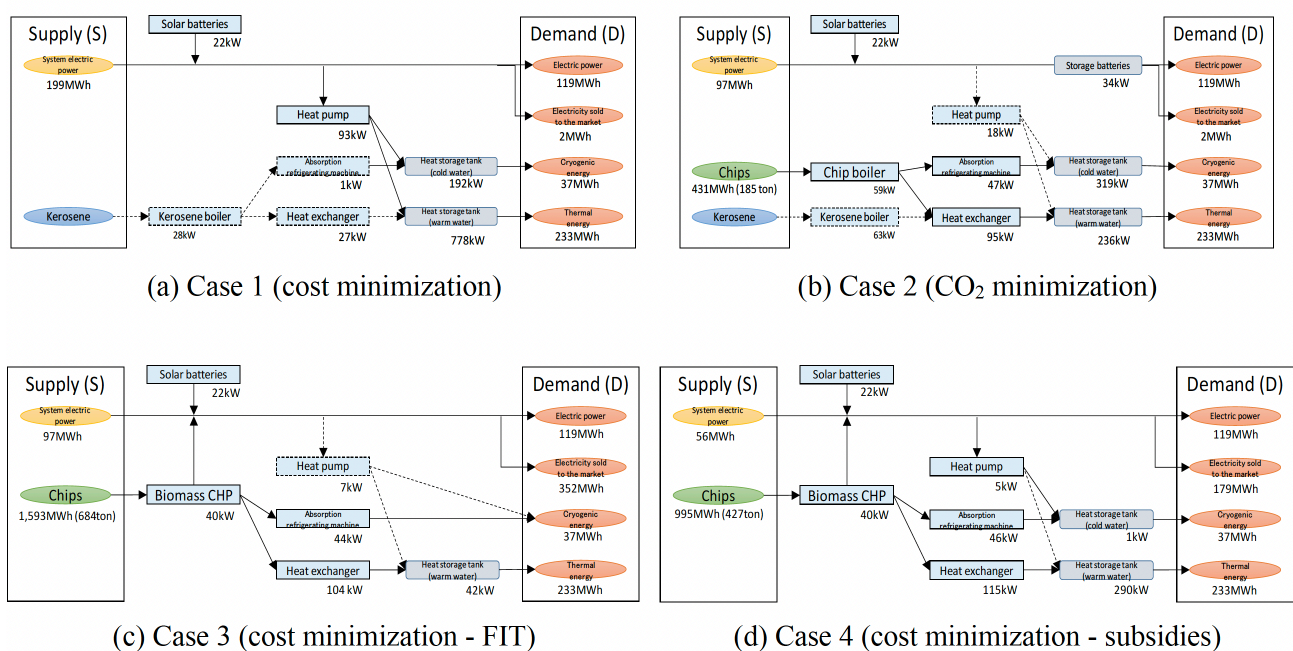 Supply (S)
Solar batteries
22kW
Demand (D)
System electric
power
199MWh
Electric power
119MWh
Heat pump
93kW
Electricity sold
to the market
2MWh
Absorption
refrigerating machine
1kW
Heat storage tank
(cold water)
192kW
Cryogenic
energy
37MWh
Kerosene
Kerosene boiler
28kW
Heat exchanger
27kW
Heat storage tank
(warm water)
778kW
Thermal
energy
233MWh
(a) Case 1 (cost minimization)
Supply (S)
Solar batteries
22kW
Demand (D)
System electric
power
97MWh
Storage batteries
34kW
Electric power
119MWh
Heat pump
18kW
Electricity sold
to the market
2MWh
Chips
431MWh (185 ton)
Chip boiler
59kW
Absorption
refrigerating machine
47kW
Heat storage tank
(cold water)
319kW
Cryogenic
energy
37MWh
Kerosene
Kerosene boiler
63kW
Heat exchanger
95kW
Heat storage tank
(warm water)
236kW
Thermal
energy
233MWh
(b) Case 2 (CO₂ minimization)
Supply (S)
Solar batteries
22kW
Demand (D)
System electric
power
97MWh
Electric power
119MWh
Heat pump
7kW
Electricity sold
to the market
352MWh
Chips
1,593MWh (684ton)
Biomass CHP
40kW
Absorption
refrigerating machine
44kW
Cryogenic
energy
37MWh
Heat exchanger
104 kW
Heat storage tank
(warm water)
42kW
Thermal
energy
233MWh
(c) Case 3 (cost minimization - FIT)
Supply (S)
Solar batteries
22kW
Demand (D)
System electric
power
56MWh
Electric power
119MWh
Heat pump
5kW
Electricity sold
to the market
179MWh
Chips
995MWh (427ton)
Biomass CHP
40kW
Absorption
refrigerating machine
46kW
Heat storage tank
(cold water)
1kW
Cryogenic
energy
37MWh
Heat exchanger
115kW
Heat storage tank
(warm water)
290kW
Thermal
energy
233MWh
(d) Case 4 (cost minimization - subsidies)